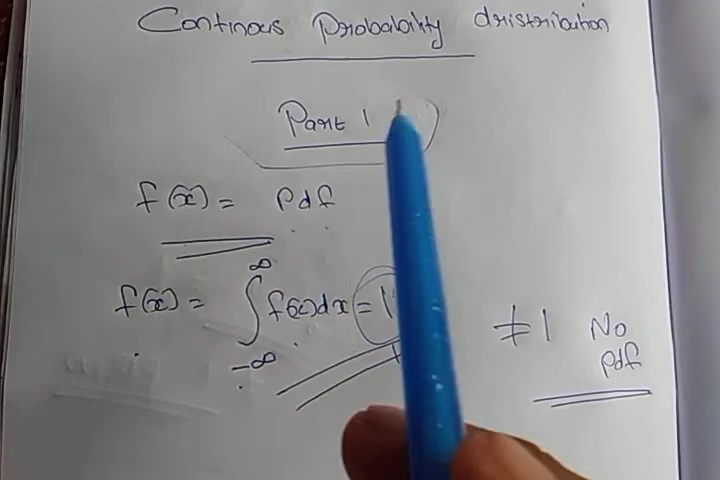 Continous Probability dristribution
Part 1
f(x) = Pdf
f(x) = ∫_{-∞}^{∞} f(x)dx = 1
≠ 1 No
pdf